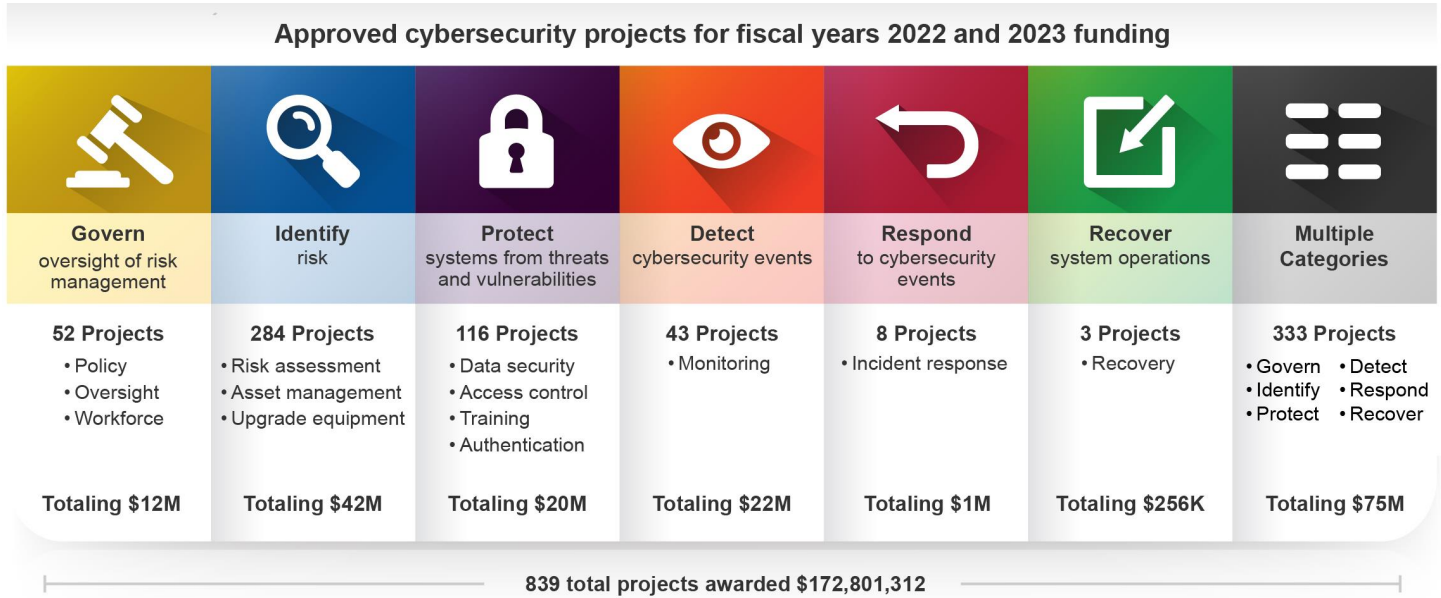 Approved cybersecurity projects for fiscal years 2022 and 2023 funding
Govern
oversight of risk
management
52 Projects
• Policy
• Oversight
• Workforce
Totaling $12M
Identify
risk
284 Projects
• Risk assessment
• Asset management
• Upgrade equipment
Totaling $42M
Protect
systems from threats
and vulnerabilities
116 Projects
• Data security
• Access control
• Training
• Authentication
Totaling $20M
Detect
cybersecurity events
43 Projects
• Monitoring
Totaling $22M
Respond
to cybersecurity
events
8 Projects
• Incident response
Totaling $1M
Recover
system operations
3 Projects
• Recovery
Totaling $256K
Multiple
Categories
333 Projects
• Govern • Detect
• Identify • Respond
• Protect • Recover
Totaling $75M
839 total projects awarded $172,801,312